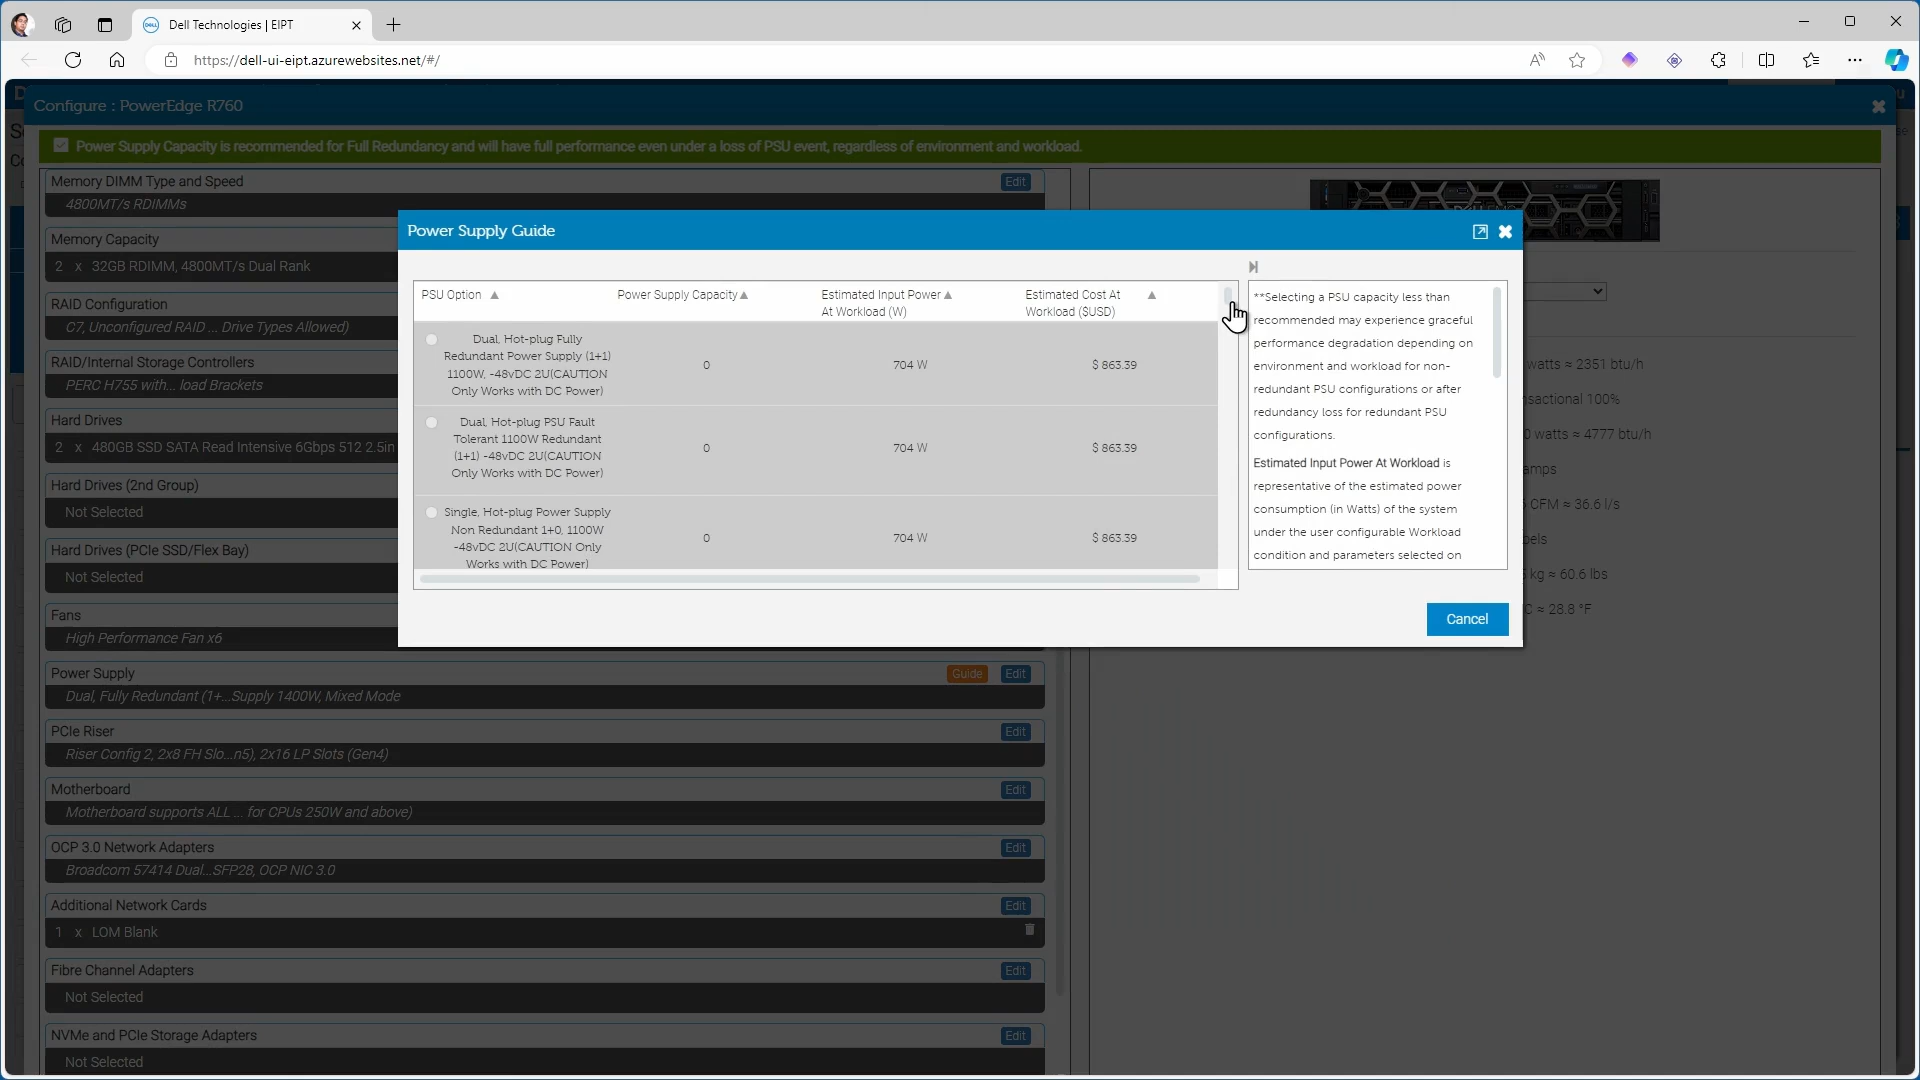 Dell Technologies | EIPT
https://dell-ui-eipt.azurewebsites.net/#/
Configure : PowerEdge R760
Power Supply Capacity is recommended for Full Redundancy and will have full performance even under a loss of PSU event, regardless of environment and workload.
Memory DIMM Type and Speed
Edit
4800MT/s RDIMMs
Memory Capacity
2 x 32GB RDIMM, 4800MT/s Dual Rank
RAID Configuration
C7, Unconfigured RAID ... Drive Types Allowed)
RAID/Internal Storage Controllers
PERC H755 with... load Brackets
Hard Drives
2 x 480GB SSD SATA Read Intensive 6Gbps 512 2.5in
Hard Drives (2nd Group)
Not Selected
Hard Drives (PCIe SSD/Flex Bay)
Not Selected
Fans
High Performance Fan x6
Power Supply
Guide
Edit
Dual, Fully Redundant (1+...Supply 1400W, Mixed Mode
PCIe Riser
Edit
Riser Config 2, 2x8 FH Slo...n5), 2x16 LP Slots (Gen4)
Motherboard
Edit
Motherboard supports ALL ... for CPUs 250W and above)
OCP 3.0 Network Adapters
Edit
Broadcom 57414 Dual...SFP28, OCP NIC 3.0
Additional Network Cards
Edit
1 x LOM Blank
Fibre Channel Adapters
Edit
Not Selected
NVMe and PCIe Storage Adapters
Edit
Not Selected
Power Supply Guide
PSU Option
Power Supply Capacity
Estimated Input Power
At Workload (W)
Estimated Cost At
Workload ($USD)
Dual, Hot-plug Fully
Redundant Power Supply (1+1)
1100W, -48vDC 2U(CAUTION
Only Works with DC Power)
0
704 W
$ 863.39
Dual, Hot-plug PSU Fault
Tolerant 1100W Redundant
(1+1) -48vDC 2U(CAUTION
Only Works with DC Power)
0
704 W
$ 863.39
Single, Hot-plug Power Supply
Non Redundant 1+0, 1100W
-48vDC 2U(CAUTION Only
Works with DC Power)
0
704 W
$ 863.39
**Selecting a PSU capacity less than
recommended may experience graceful
performance degradation depending on
environment and workload for non-
redundant PSU configurations or after
redundancy loss for redundant PSU
configurations.
Estimated Input Power At Workload is
representative of the estimated power
consumption (in Watts) of the system
under the user configurable Workload
condition and parameters selected on
Cancel
watts ≈ 2351 btu/h
sactional 100%
watts ≈ 4777 btu/h
amps
CFM ≈ 36.6 l/s
bels
kg ≈ 60.6 lbs
≈ 28.8 °F